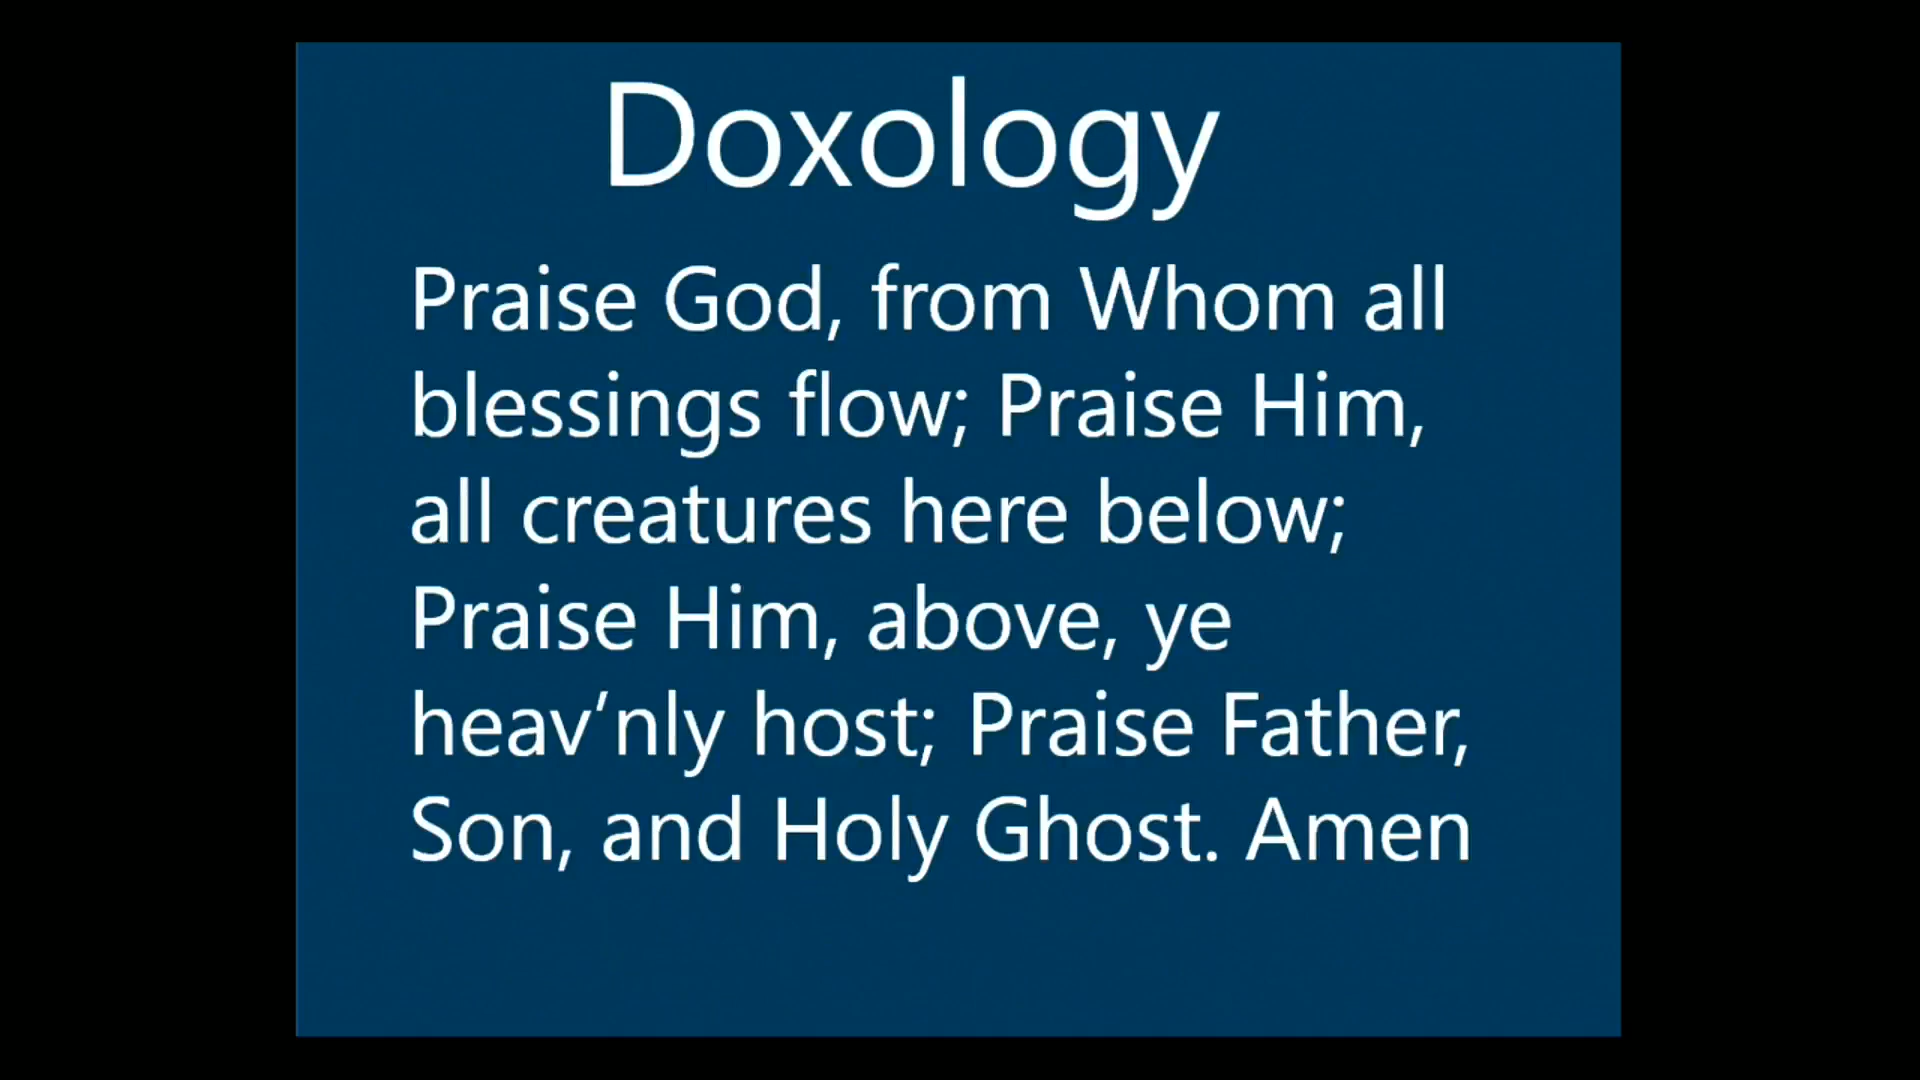 Doxology
Praise God, from Whom all
blessings flow; Praise Him,
all creatures here below;
Praise Him, above, ye
heav’nly host; Praise Father,
Son, and Holy Ghost. Amen